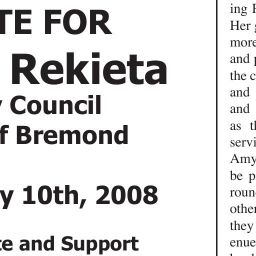 TE FOR
Rekieta
Council
f Bremond
y 10th, 2008
te and Support
ing
Her
more
and
the c
and
and
as th
servi
Amy
be p
roun
other
they
enue